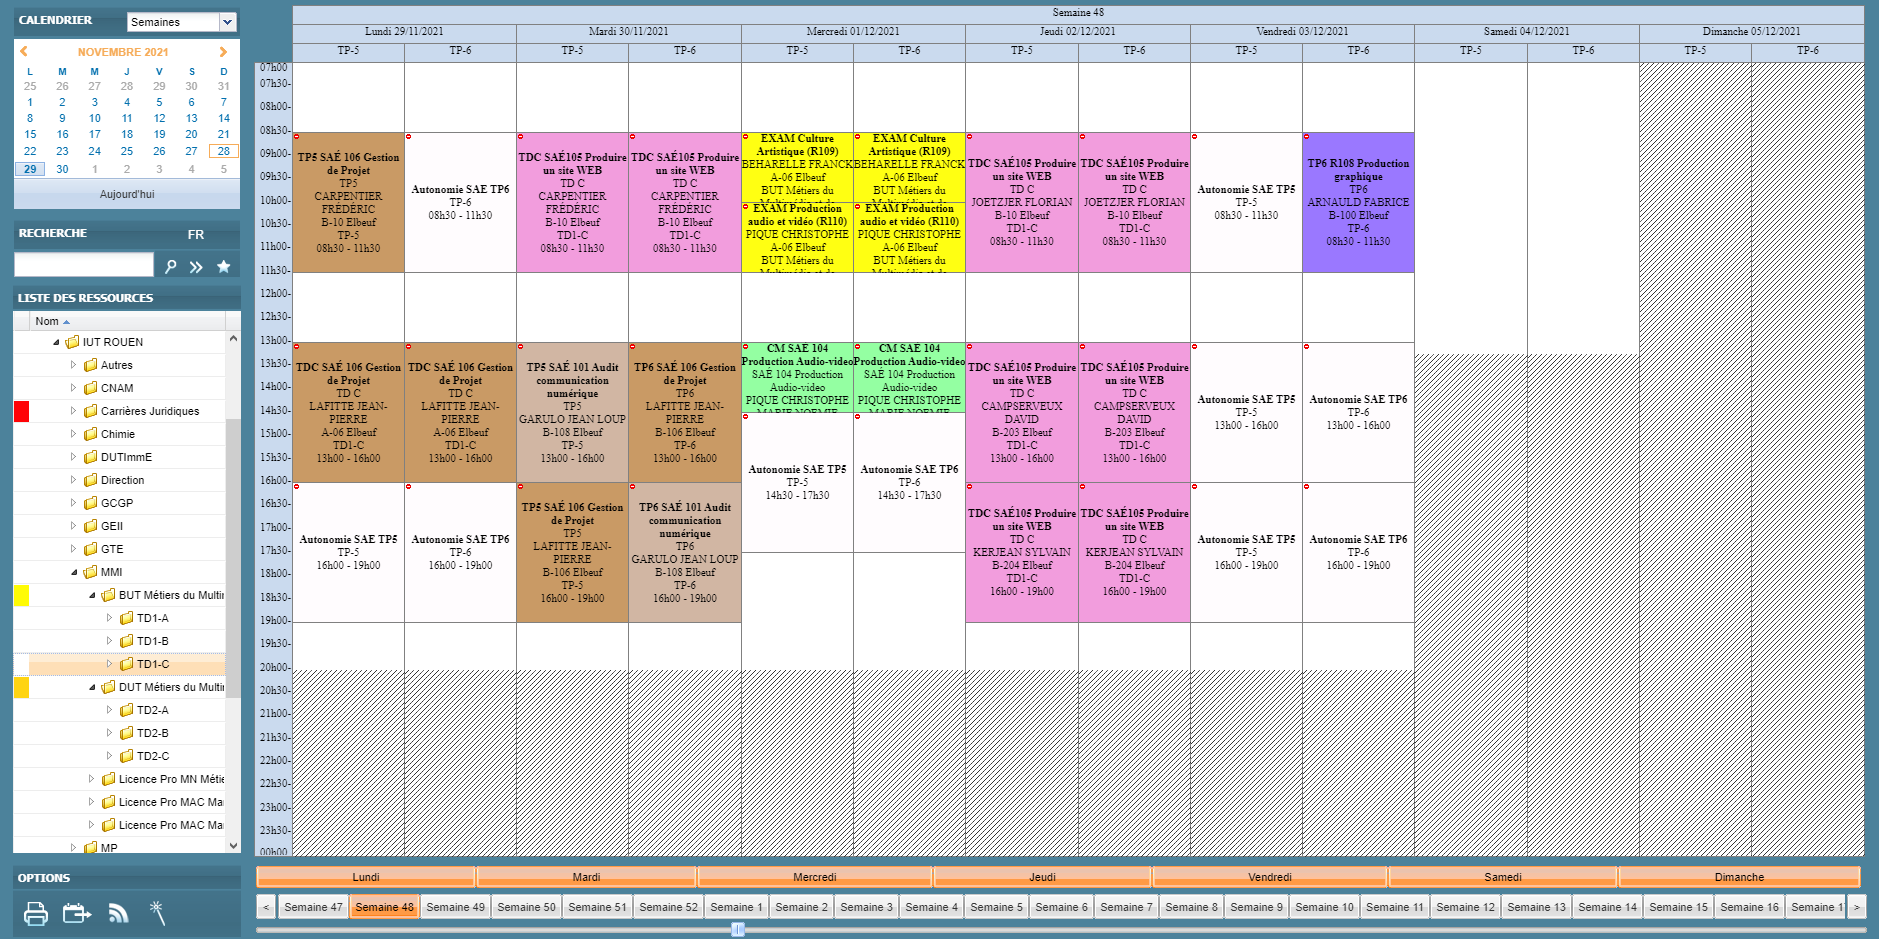 CALENDRIER
Semaines
NOVEMBRE 2021
L M M J V S D
25 26 27 28 29 30 31
1 2 3 4 5 6 7
8 9 10 11 12 13 14
15 16 17 18 19 20 21
22 23 24 25 26 27 28
29 30 1 2 3 4 5
Aujourd'hui
RECHERCHE FR
LISTE DES RESSOURCES
Nom
IUT ROUEN
Autres
CNAM
Carrières Juridiques
Chimie
DUTImmE
Direction
GCGP
GEII
GTE
MMI
BUT Métiers du Multin
TD1-A
TD1-B
TD1-C
DUT Métiers du Multin
TD2-A
TD2-B
TD2-C
Licence Pro MN Métie
Licence Pro MAC Mar
Licence Pro MAC Mar
MP
OPTIONS
Semaine 48
Lundi 29/11/2021 Mardi 30/11/2021 Mercredi 01/12/2021 Jeudi 02/12/2021 Vendredi 03/12/2021 Samedi 04/12/2021 Dimanche 05/12/2021
TP-5 TP-6 TP-5 TP-6 TP-5 TP-6 TP-5 TP-6 TP-5 TP-6 TP-5 TP-6 TP-5 TP-6
07h00
07h30-
08h00-
08h30-
09h00-
09h30-
10h00-
10h30-
11h00-
11h30-
12h00-
12h30-
13h00-
13h30-
14h00-
14h30-
15h00-
15h30-
16h00-
16h30-
17h00-
17h30-
18h00-
18h30-
19h00-
19h30-
20h00-
20h30-
21h00-
21h30-
22h00-
22h30-
23h00-
23h30-
00h00
TP5 SAÉ 106 Gestion
de Projet
TP5
CARPENTIER
FRÉDÉRIC
B-10 Elbeuf
TP-5
08h30 - 11h30
Autonomie SAE TP6
TP-6
08h30 - 11h30
TDC SAÉ105 Produire
un site WEB
TD C
CARPENTIER
FRÉDÉRIC
B-10 Elbeuf
TD1-C
08h30 - 11h30
TDC SAÉ105 Produire
un site WEB
TD C
CARPENTIER
FRÉDÉRIC
B-10 Elbeuf
TD1-C
08h30 - 11h30
EXAM Culture
Artistique (R109)
BEHARELLE FRANCK
A-06 Elbeuf
BUT Métiers du
Multimédia et de
EXAM Culture
Artistique (R109)
BEHARELLE FRANCK
A-06 Elbeuf
BUT Métiers du
Multimédia et de
EXAM Production
audio et vidéo (R110)
PIQUE CHRISTOPHE
A-06 Elbeuf
BUT Métiers du
Multimédia et de
EXAM Production
audio et vidéo (R110)
PIQUE CHRISTOPHE
A-06 Elbeuf
BUT Métiers du
Multimédia et de
TDC SAÉ105 Produire
un site WEB
TD C
JOETZJER FLORIAN
B-10 Elbeuf
TD1-C
08h30 - 11h30
TDC SAÉ105 Produire
un site WEB
TD C
JOETZJER FLORIAN
B-10 Elbeuf
TD1-C
08h30 - 11h30
Autonomie SAE TP5
TP-5
08h30 - 11h30
TP6 R108 Production
graphique
TP6
ARNAULD FABRICE
B-100 Elbeuf
TP-6
08h30 - 11h30
TDC SAÉ 106 Gestion
de Projet
TD C
LAFITTE JEAN-
PIERRE
A-06 Elbeuf
TD1-C
13h00 - 16h00
TDC SAÉ 106 Gestion
de Projet
TD C
LAFITTE JEAN-
PIERRE
A-06 Elbeuf
TD1-C
13h00 - 16h00
TP5 SAÉ 101 Audit
communication
numérique
TP5
GARULO JEAN LOUP
B-108 Elbeuf
TP-5
13h00 - 16h00
TP6 SAÉ 106 Gestion
de Projet
TP6
LAFITTE JEAN-
PIERRE
B-106 Elbeuf
TP-6
13h00 - 16h00
CM SAE 104
Production Audio-video
SAÉ 104 Production
Audio-video
PIQUE CHRISTOPHE
MARIE NOEMIE
CM SAE 104
Production Audio-video
SAÉ 104 Production
Audio-video
PIQUE CHRISTOPHE
MARIE NOEMIE
Autonomie SAE TP5
TP-5
14h30 - 17h30
Autonomie SAE TP6
TP-6
14h30 - 17h30
TDC SAÉ105 Produire
un site WEB
TD C
CAMPSERVEUX
DAVID
B-203 Elbeuf
TD1-C
13h00 - 16h00
TDC SAÉ105 Produire
un site WEB
TD C
CAMPSERVEUX
DAVID
B-203 Elbeuf
TD1-C
13h00 - 16h00
Autonomie SAE TP5
TP-5
13h00 - 16h00
Autonomie SAE TP6
TP-6
13h00 - 16h00
Autonomie SAE TP5
TP-5
16h00 - 19h00
Autonomie SAE TP6
TP-6
16h00 - 19h00
TP5 SAÉ 106 Gestion
de Projet
TP5
LAFITTE JEAN-
PIERRE
B-106 Elbeuf
TP-5
16h00 - 19h00
TP6 SAÉ 101 Audit
communication
numérique
TP6
GARULO JEAN LOUP
B-108 Elbeuf
TP-6
16h00 - 19h00
TDC SAÉ105 Produire
un site WEB
TD C
KERJEAN SYLVAIN
B-204 Elbeuf
TD1-C
16h00 - 19h00
TDC SAÉ105 Produire
un site WEB
TD C
KERJEAN SYLVAIN
B-204 Elbeuf
TD1-C
16h00 - 19h00
Autonomie SAE TP5
TP-5
16h00 - 19h00
Autonomie SAE TP6
TP-6
16h00 - 19h00
Lundi Mardi Mercredi Jeudi Vendredi Samedi Dimanche
< Semaine 47 Semaine 48 Semaine 49 Semaine 50 Semaine 51 Semaine 52 Semaine 1 Semaine 2 Semaine 3 Semaine 4 Semaine 5 Semaine 6 Semaine 7 Semaine 8 Semaine 9 Semaine 10 Semaine 11 Semaine 12 Semaine 13 Semaine 14 Semaine 15 Semaine 16 Semaine 1 >